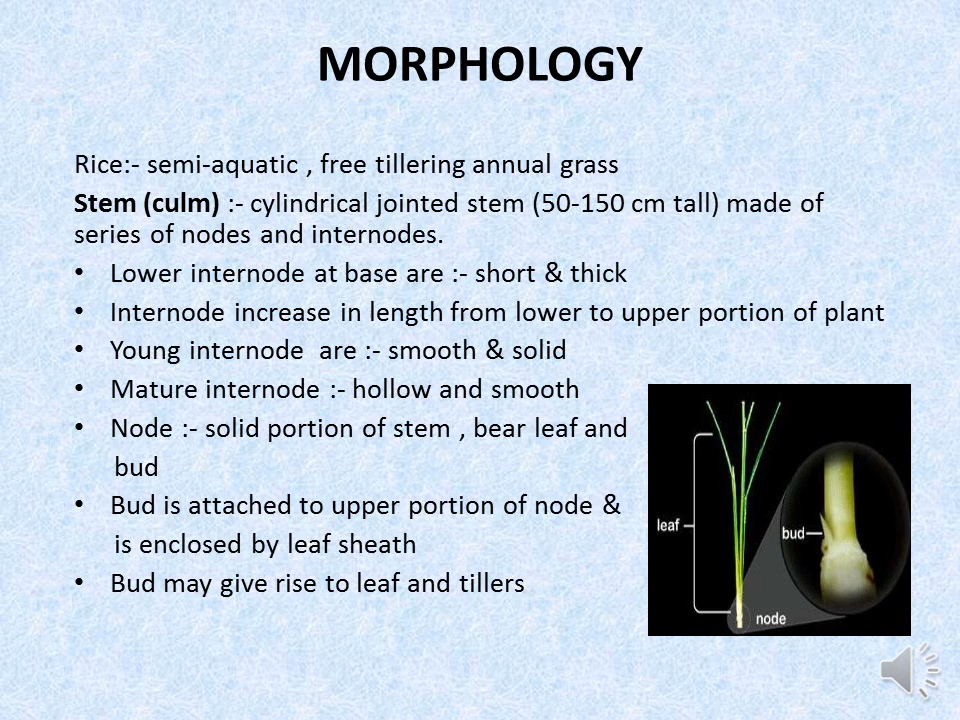 MORPHOLOGY
Rice:- semi-aquatic , free tillering annual grass
Stem (culm) :- cylindrical jointed stem (50-150 cm tall) made of
series of nodes and internodes.
• Lower internode at base are :- short & thick
• Internode increase in length from lower to upper portion of plant
• Young internode are :- smooth & solid
• Mature internode :- hollow and smooth
• Node :- solid portion of stem , bear leaf and
bud
• Bud is attached to upper portion of node &
is enclosed by leaf sheath
• Bud may give rise to leaf and tillers
leaf
bud
node